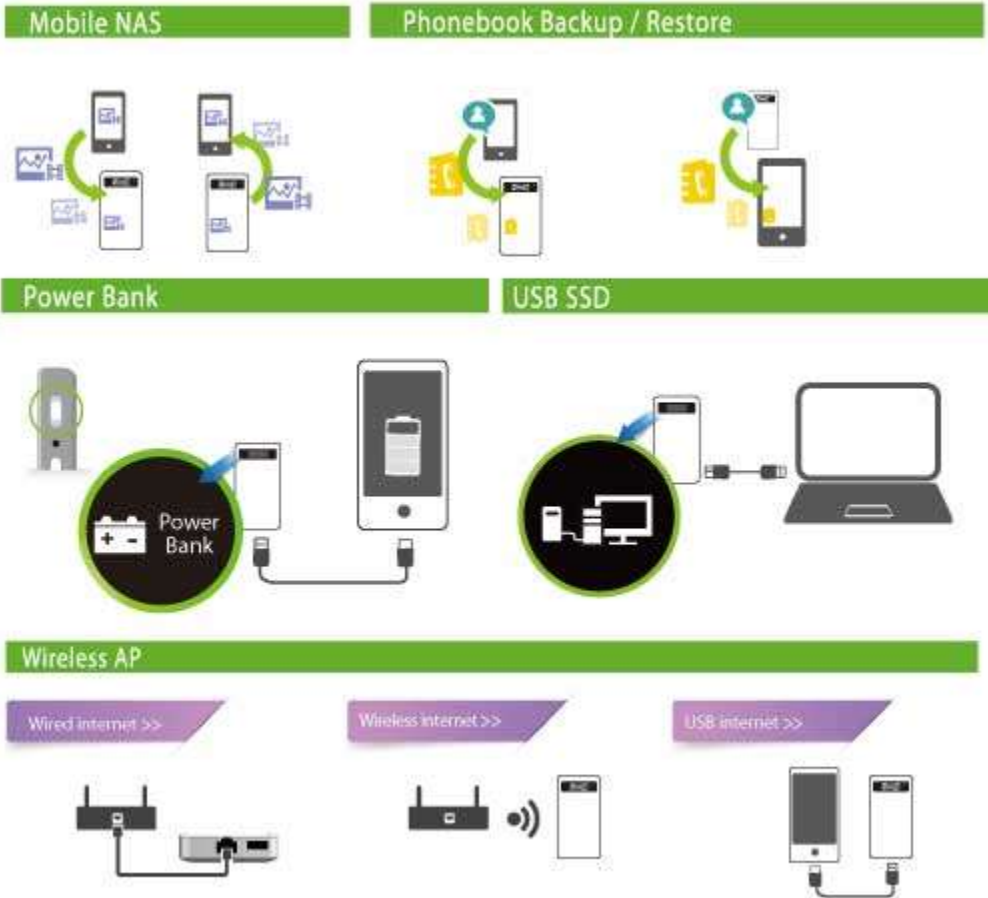 Mobile NAS
Phonebook Backup / Restore
Power Bank
USB SSD
Power
Bank
Wireless AP
Wired internet >>
Wireless internet >>
USB internet >>